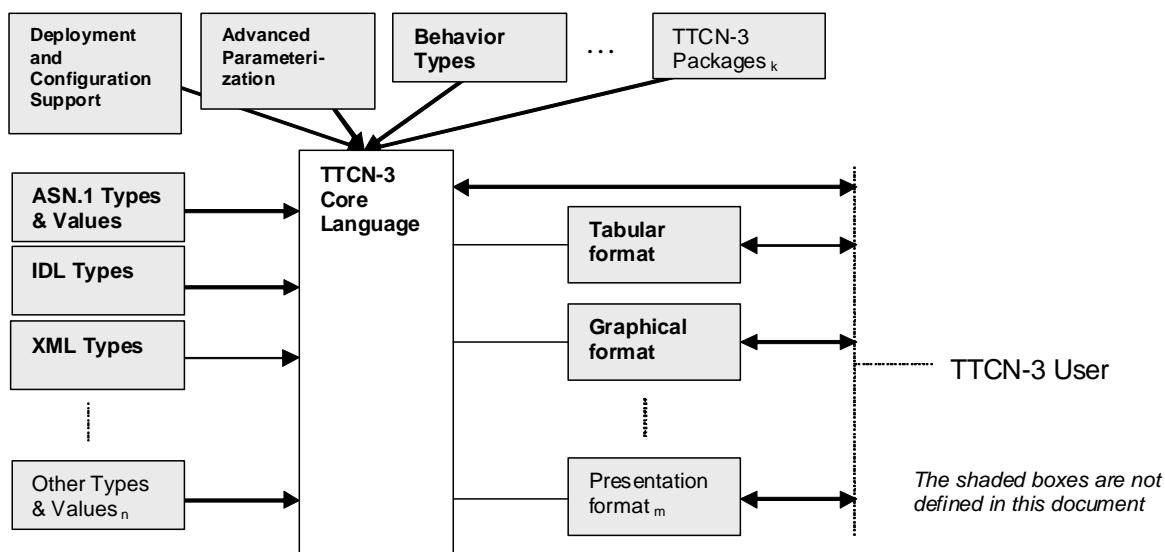 Deployment
and
Configuration
Support
Advanced
Parameteri-
zation
Behavior
Types
...
TTCN-3
Packages k
ASN.1 Types
& Values
IDL Types
XML Types
Other Types
& Values n
TTCN-3
Core
Language
Tabular
format
Graphical
format
Presentation
format m
TTCN-3 User
The shaded boxes are not
defined in this document